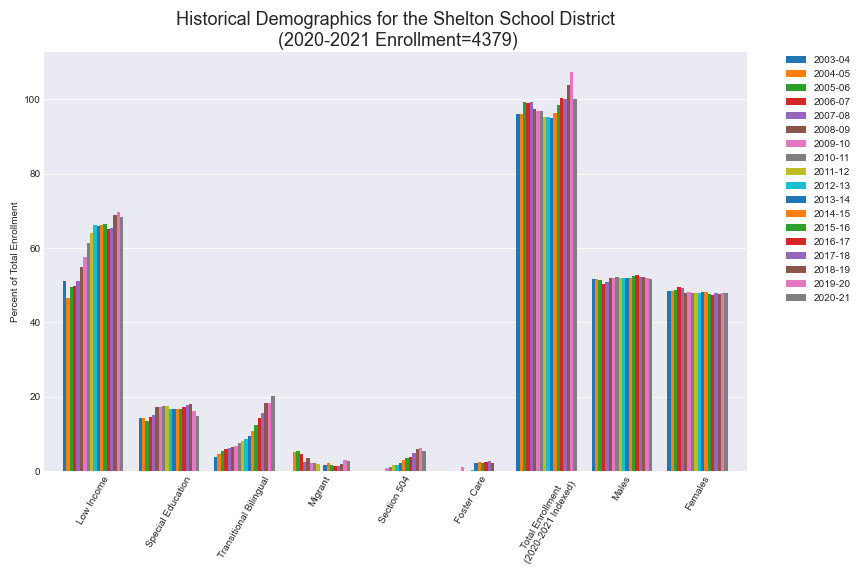 Historical Demographics for the Shelton School District
(2020-2021 Enrollment=4379)
Percent of Total Enrollment
100
80
60
40
20
0
Low Income
Special Education
Transitional Bilingual
Migrant
Section 504
Foster Care
Total Enrollment
(2020-2021 Indexed)
Males
Females
2003-04
2004-05
2005-06
2006-07
2007-08
2008-09
2009-10
2010-11
2011-12
2012-13
2013-14
2014-15
2015-16
2016-17
2017-18
2018-19
2019-20
2020-21